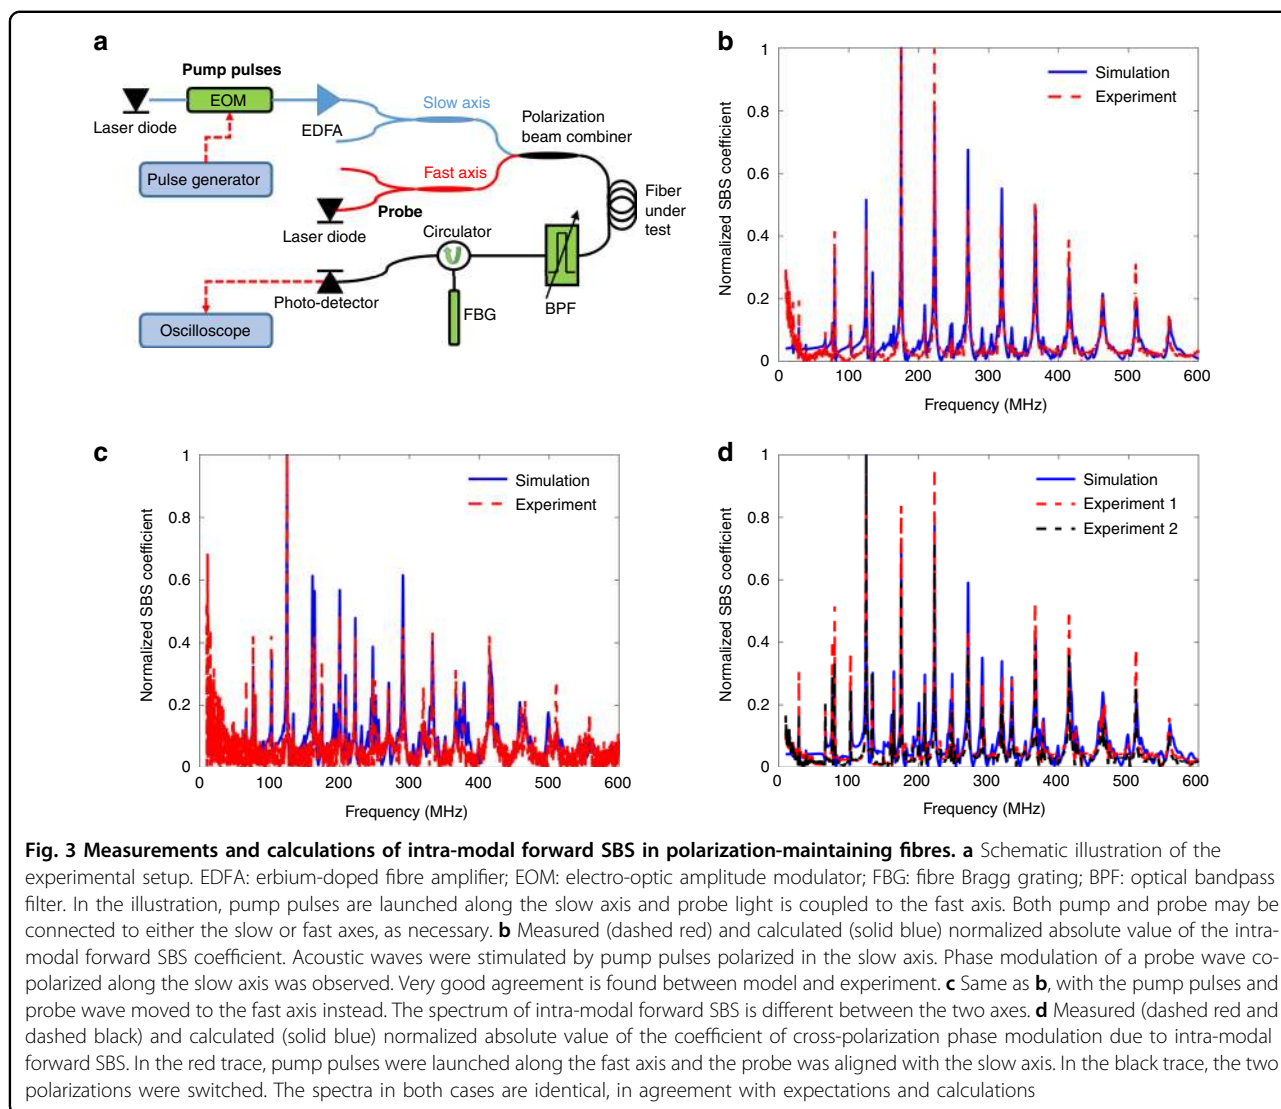 a
Pump pulses
EOM
Laser diode
EDFA
Slow axis
Polarization
beam combiner
Pulse generator
Fast axis
Probe
Laser diode
Fiber
under
test
Circulator
Photo-detector
FBG
BPF
Oscilloscope
b
Normalized SBS coefficient
1
0.8
0.6
0.4
0.2
0
Simulation
Experiment
0 100 200 300 400 500 600
Frequency (MHz)
c
Normalized SBS coefficient
1
0.8
0.6
0.4
0.2
0
Simulation
Experiment
0 100 200 300 400 500 600
Frequency (MHz)
d
Normalized SBS coefficient
1
0.8
0.6
0.4
0.2
0
Simulation
Experiment 1
Experiment 2
0 100 200 300 400 500 600
Frequency (MHz)
Fig. 3 Measurements and calculations of intra-modal forward SBS in polarization-maintaining fibres. a Schematic illustration of the
experimental setup. EDFA: erbium-doped fibre amplifier; EOM: electro-optic amplitude modulator; FBG: fibre Bragg grating; BPF: optical bandpass
filter. In the illustration, pump pulses are launched along the slow axis and probe light is coupled to the fast axis. Both pump and probe may be
connected to either the slow or fast axes, as necessary. b Measured (dashed red) and calculated (solid blue) normalized absolute value of the intra-
modal forward SBS coefficient. Acoustic waves were stimulated by pump pulses polarized in the slow axis. Phase modulation of a probe wave co-
polarized along the slow axis was observed. Very good agreement is found between model and experiment. c Same as b, with the pump pulses and
probe wave moved to the fast axis instead. The spectrum of intra-modal forward SBS is different between the two axes. d Measured (dashed red and
dashed black) and calculated (solid blue) normalized absolute value of the coefficient of cross-polarization phase modulation due to intra-modal
forward SBS. In the red trace, pump pulses were launched along the fast axis and the probe was aligned with the slow axis. In the black trace, the two
polarizations were switched. The spectra in both cases are identical, in agreement with expectations and calculations